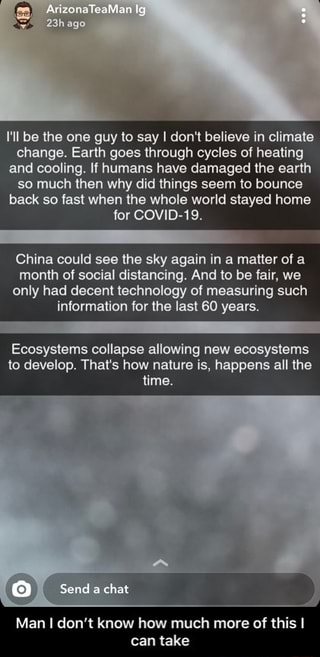 ArizonaTeaMan Ig
23h ago
I'll be the one guy to say I don't believe in climate
change. Earth goes through cycles of heating
and cooling. If humans have damaged the earth
so much then why did things seem to bounce
back so fast when the whole world stayed home
for COVID-19.
China could see the sky again in a matter of a
month of social distancing. And to be fair, we
only had decent technology of measuring such
information for the last 60 years.
Ecosystems collapse allowing new ecosystems
to develop. That's how nature is, happens all the
time.
Send a chat
Man I don't know how much more of this I
can take